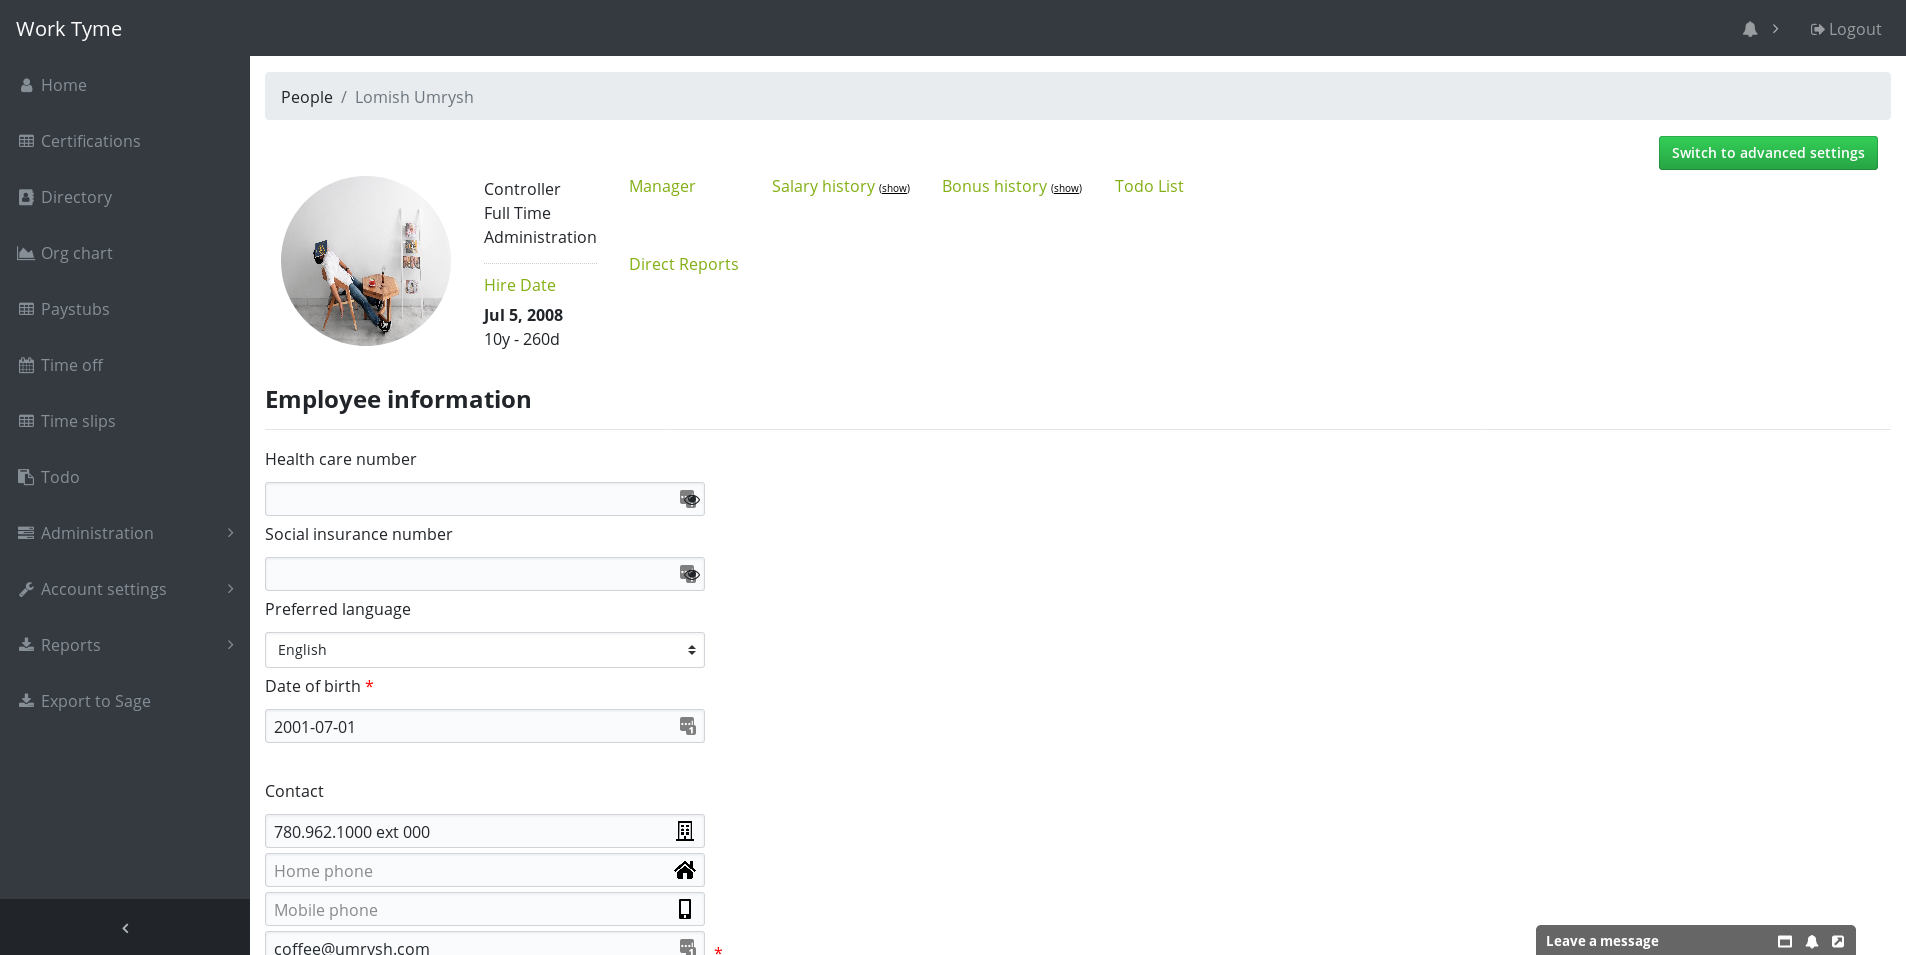 Work Tyme
Logout
Home
Certifications
Directory
Org chart
Paystubs
Time off
Time slips
Todo
Administration
Account settings
Reports
Export to Sage
People / Lomish Umrysh
Switch to advanced settings
Controller
Full Time
Administration
Hire Date
Jul 5, 2008
10y - 260d
Manager
Direct Reports
Salary history (show)
Bonus history (show)
Todo List
Employee information
Health care number
Social insurance number
Preferred language
English
Date of birth *
2001-07-01
Contact
780.962.1000 ext 000
Home phone
Mobile phone
coffee@umrysh.com *
Leave a message